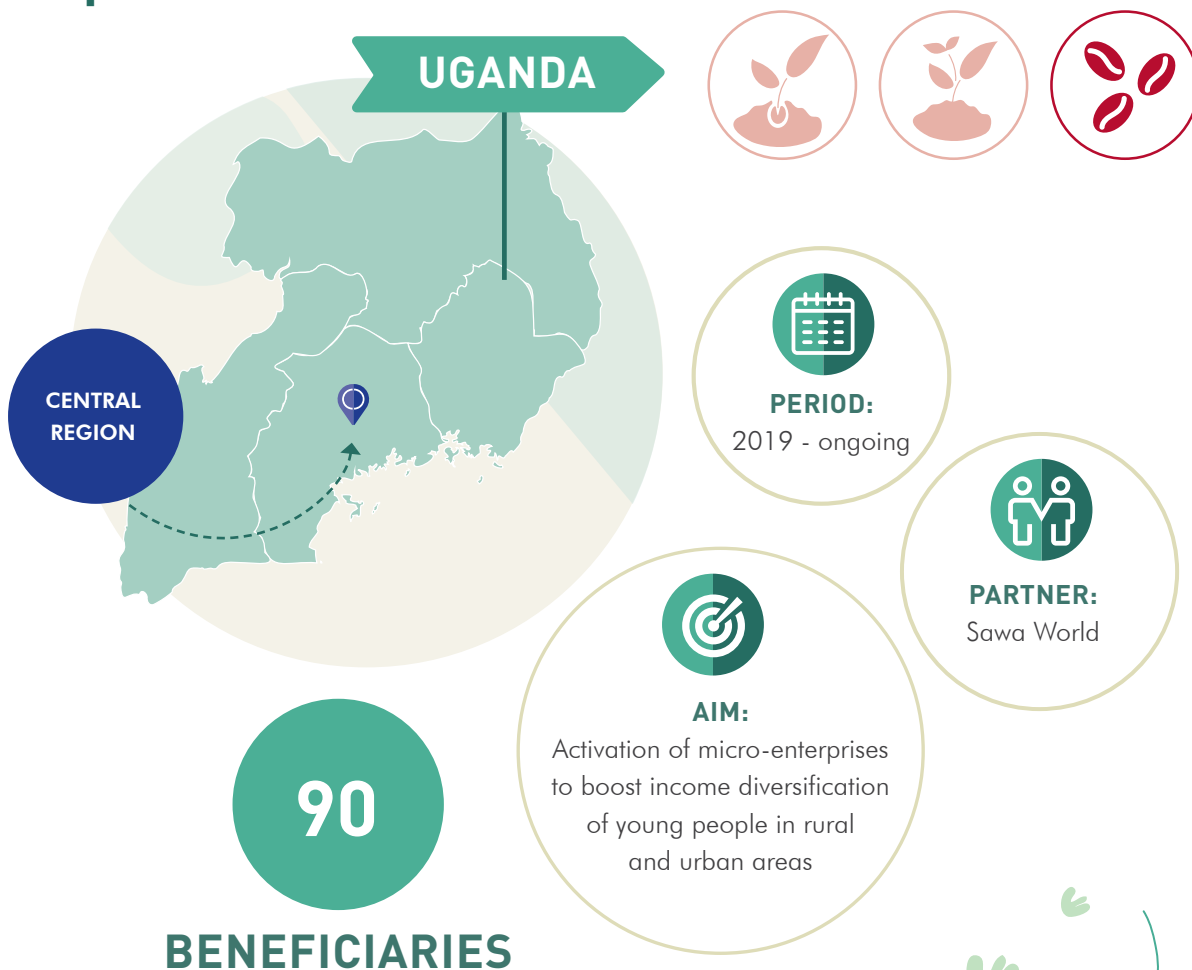 UGANDA
CENTRAL
REGION
PERIOD:
2019 - ongoing
PARTNER:
Sawa World
AIM:
Activation of micro-enterprises
to boost income diversification
of young people in rural
and urban areas
90
BENEFICIARIES